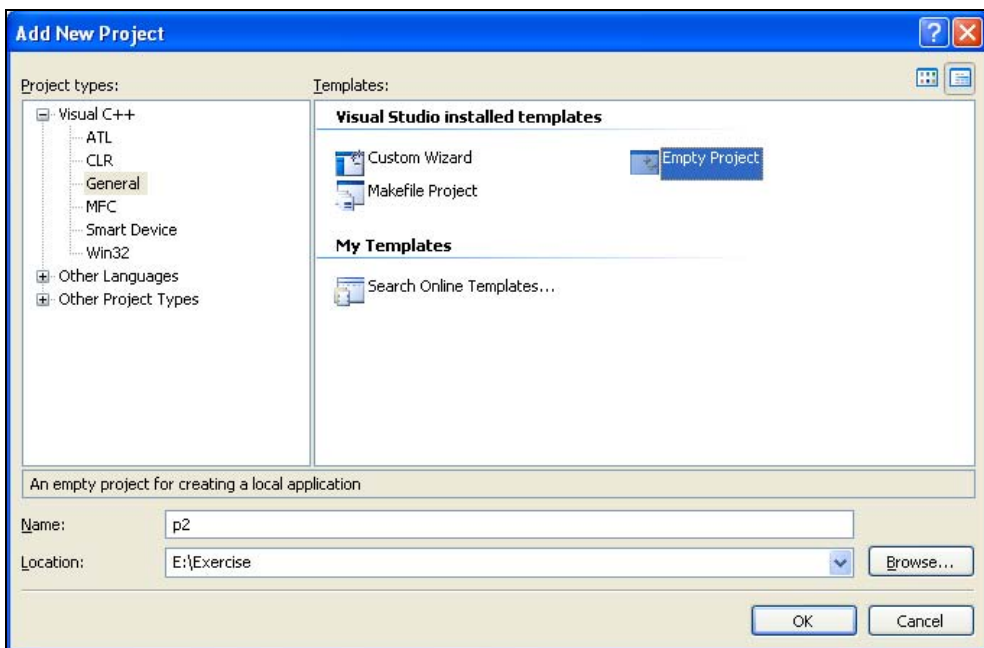 Add New Project
Project types:
Templates:
Visual C++
ATL
CLR
General
MFC
Smart Device
Win32
Other Languages
Other Project Types
Visual Studio installed templates
Custom Wizard
Empty Project
Makefile Project
My Templates
Search Online Templates...
An empty project for creating a local application
Name:
p2
Location:
E:\Exercise
Browse...
OK
Cancel